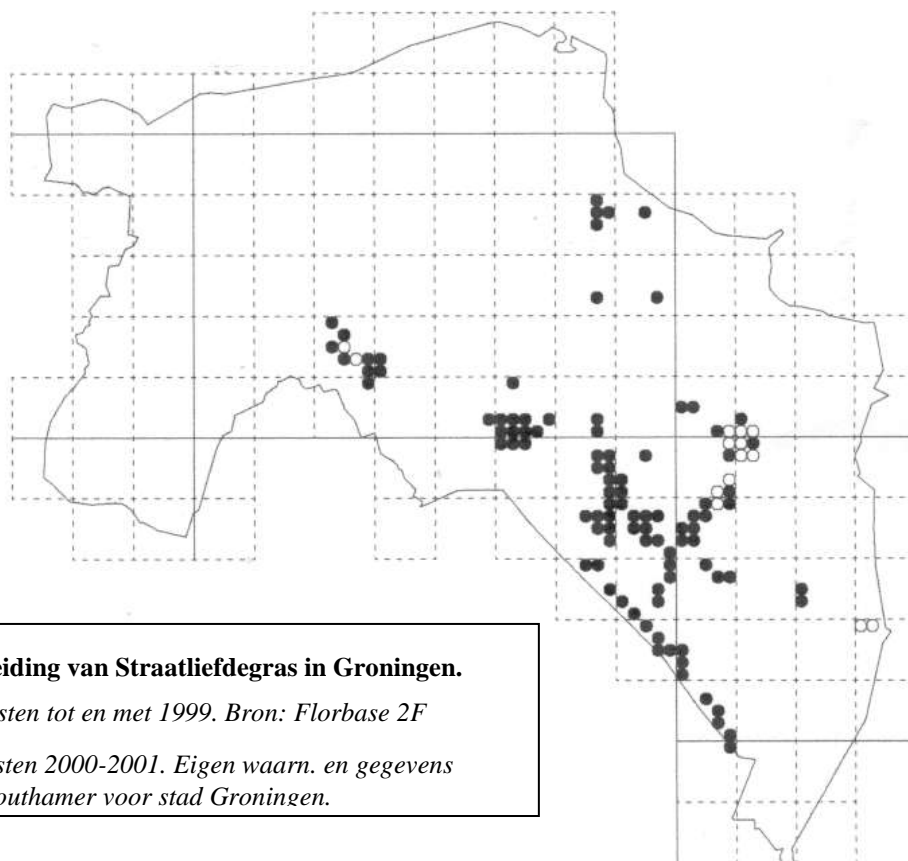 eiding van Straatliefdegras in Groningen.
sten tot en met 1999. Bron: Florbase 2F
sten 2000-2001. Eigen waarn. en gegevens
outhamer voor stad Groningen.